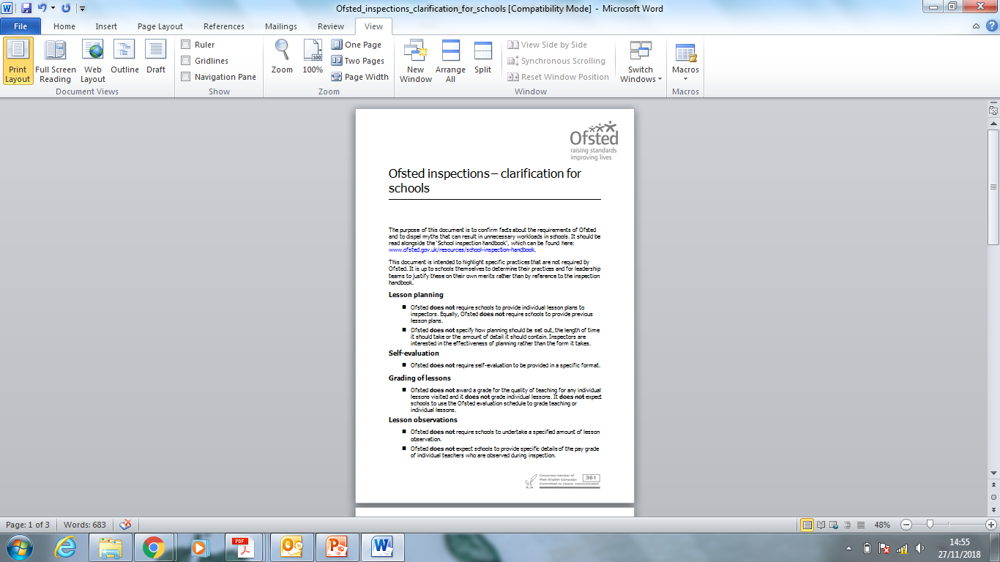 Ofsted_inspections_clarification_for_schools [Compatibility Mode] - Microsoft Word
File Home Insert Page Layout References Mailings Review View
Print Layout
Full Screen Reading
Web Layout
Outline
Draft
Document Views
Ruler
Gridlines
Navigation Pane
Show
Zoom
100
100%
One Page
Two Pages
Page Width
Zoom
New Window
Arrange All
Split
View Side by Side
Synchronous Scrolling
Reset Window Position
Window
Switch Windows
Macros
Macros
Ofsted
raising standards
improving lives
Ofsted inspections – clarification for
schools
The purpose of this document is to confirm facts about the requirements of Ofsted
and to dispel myths that can result in unnecessary workloads in schools. It should be
read alongside the 'School inspection handbook', which can be found here:
www.ofsted.gov.uk/resources/school-inspection-handbook.
This document is intended to highlight specific practices that are not required by
Ofsted. It is up to schools themselves to determine their practices and for leadership
teams to justify these on their own merits rather than by reference to the inspection
handbook.
Lesson planning
■ Ofsted does not require schools to provide individual lesson plans to
inspectors. Equally, Ofsted does not require schools to provide previous
lesson plans.
■ Ofsted does not specify how planning should be set out, the length of time
it should take or the amount of detail it should contain. Inspectors are
interested in the effectiveness of planning rather than the form it takes.
Self-evaluation
■ Ofsted does not require self-evaluation to be provided in a specific format.
Grading of lessons
■ Ofsted does not award a grade for the quality of teaching for any individual
lessons visited and it does not grade individual lessons. It does not expect
schools to use the Ofsted evaluation schedule to grade teaching or
individual lessons.
Lesson observations
■ Ofsted does not require schools to undertake a specified amount of lesson
observation.
■ Ofsted does not expect schools to provide specific details of the pay grade
of individual teachers who are observed during inspection.
Corporate member of
Plain English Campaign
Committed to clearer communication
361
Page: 1 of 3 Words: 683 48%
PDF
14:55
27/11/2018